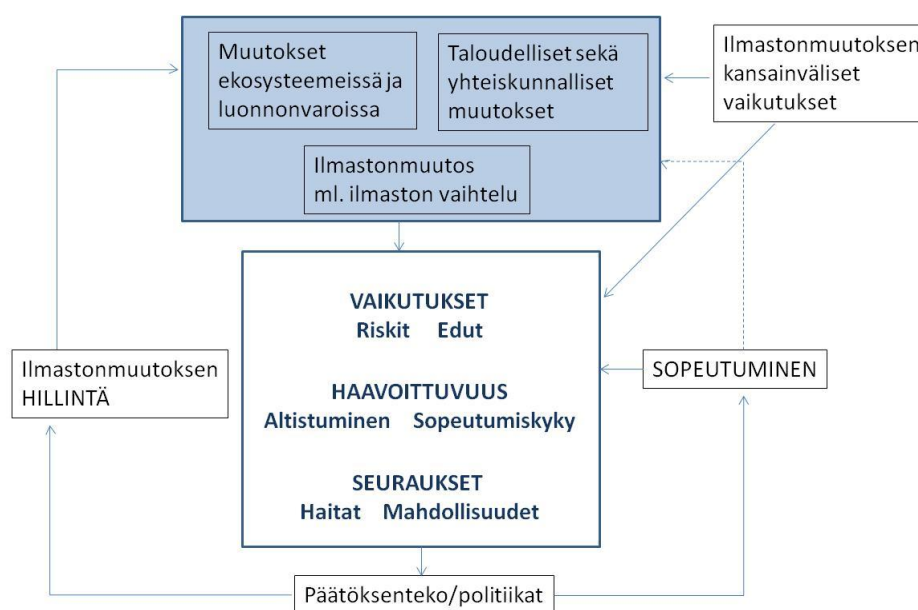 Muutokset
ekosysteemeissä ja
luonnonvaroissa
Taloudelliset sekä
yhteiskunnalliset
muutokset
Ilmastonmuutoksen
kansainväliset
vaikutukset
Ilmastonmuutos
ml. ilmaston vaihtelu
VAIKUTUKSET
Riskit Edut
Ilmastonmuutoksen
HILLINTÄ
SOPEUTUMINEN
HAAVOITTUVUUS
Altistuminen Sopeutumiskyky
SEURAUKSET
Haitat Mahdollisuudet
Päätöksenteko/politiikat